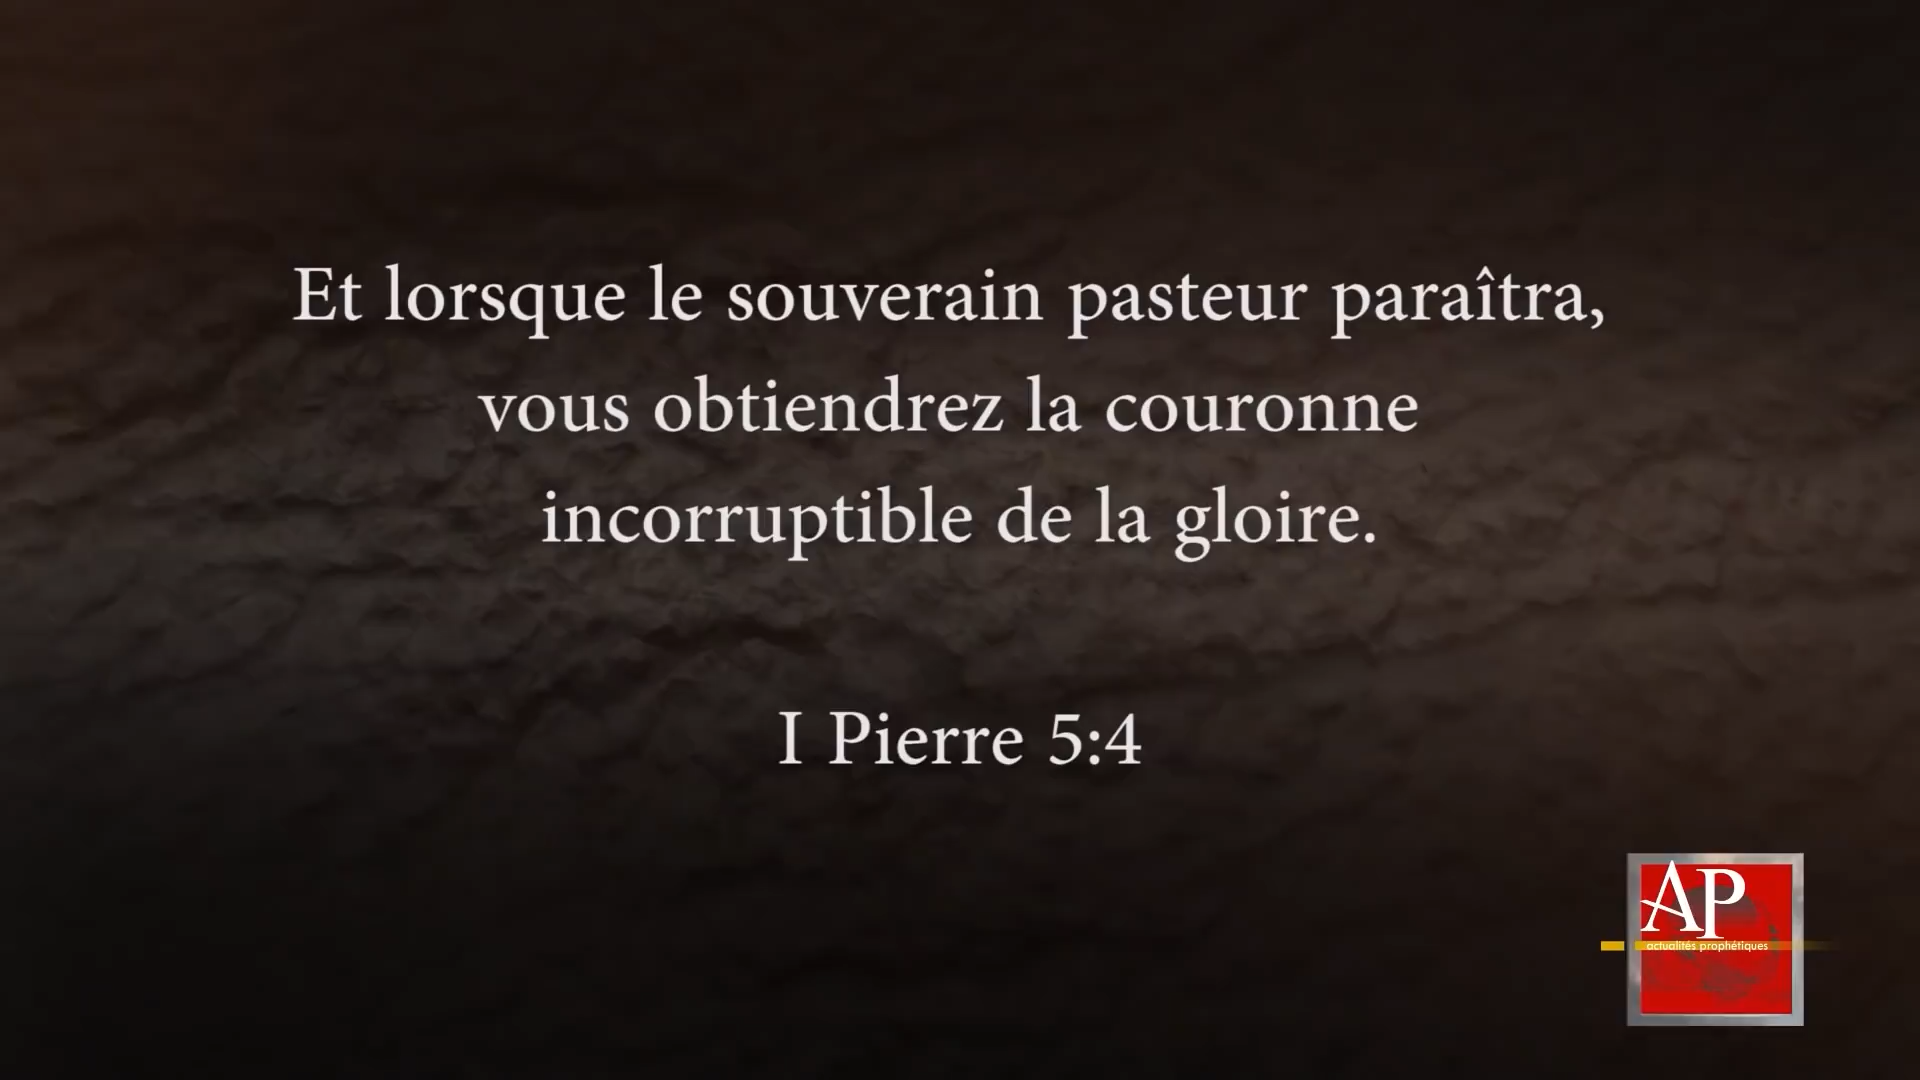 Et lorsque le souverain pasteur paraîtra,
vous obtiendrez la couronne
incorruptible de la gloire.
I Pierre 5:4
AP
actualités prophétiques